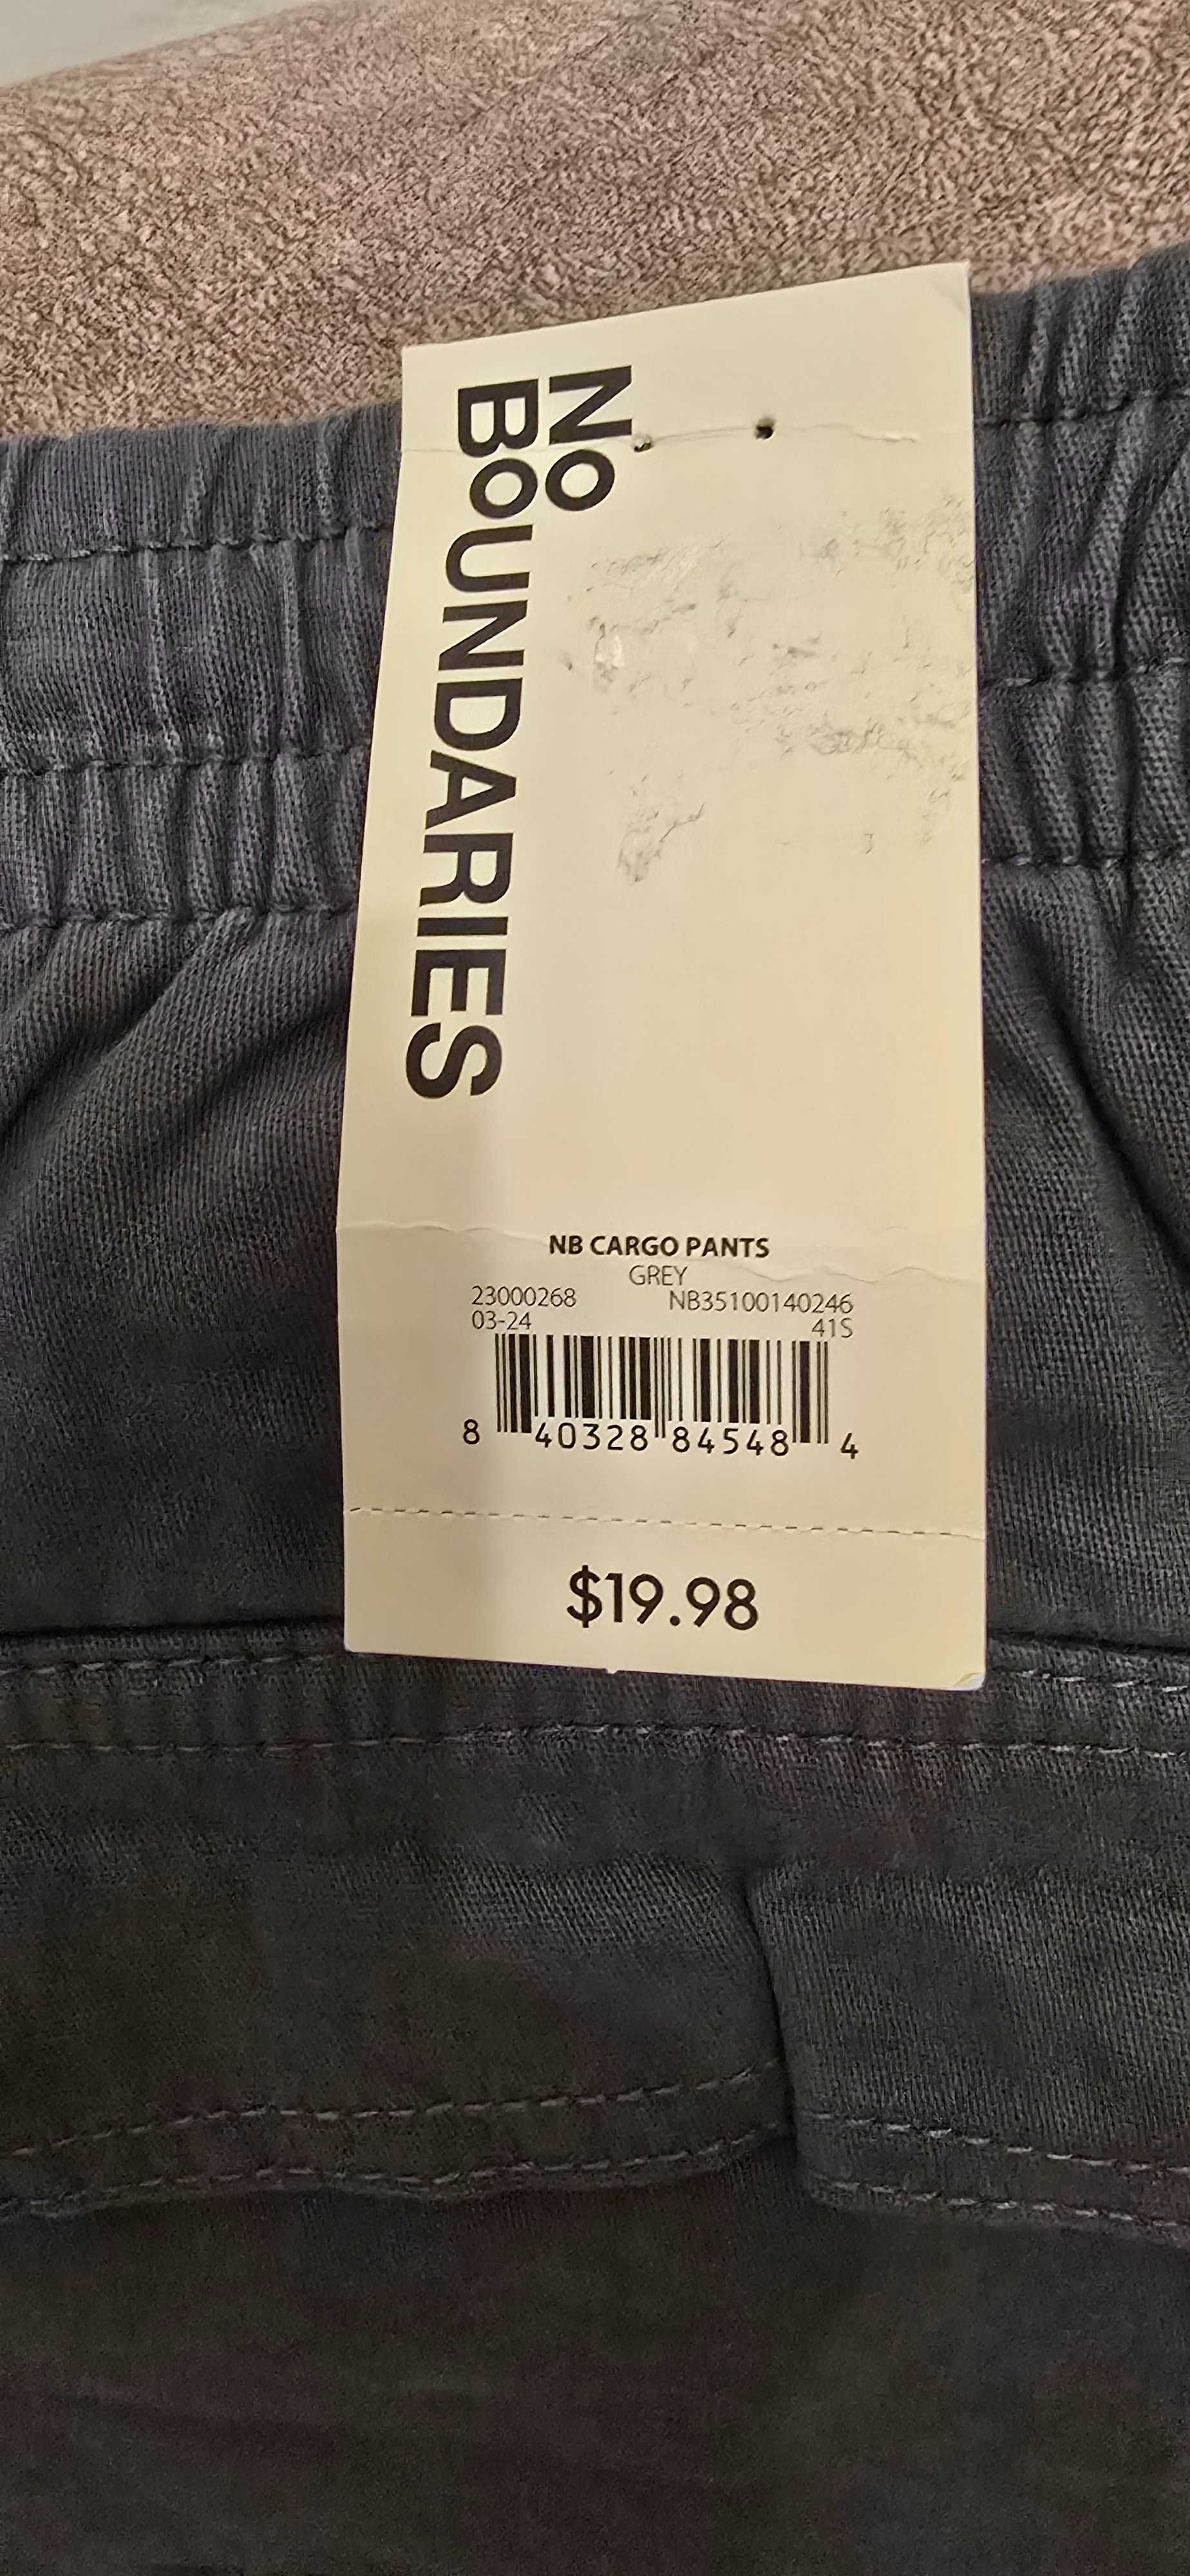 NO
BOUNDARIES
NB CARGO PANTS
GREY
23000268 NB35100140246
03-24 41S
8 40328 84548 4
$19.98